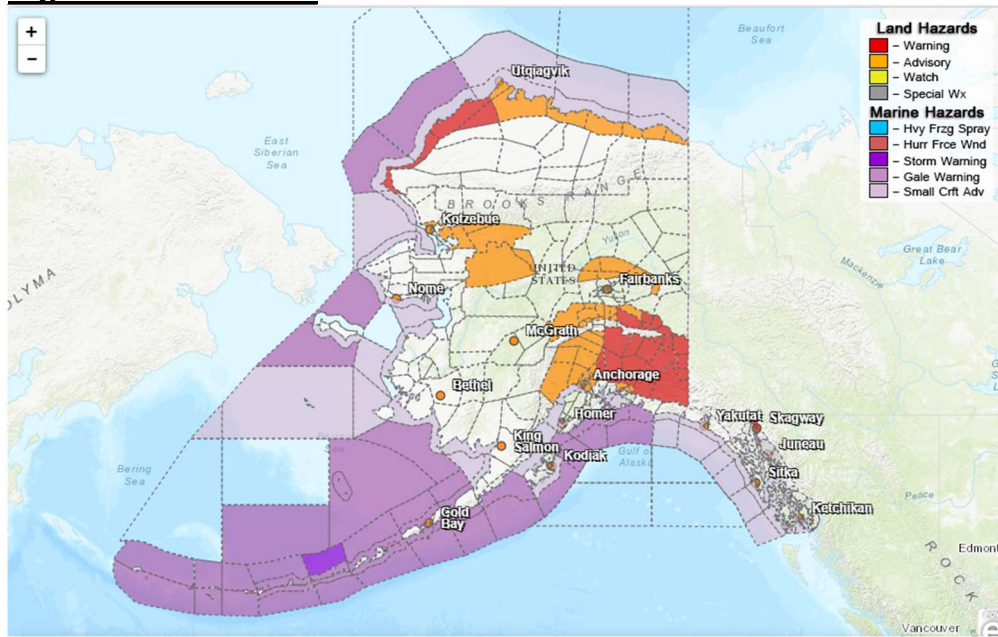 +
−
Beaufort
Sea
Land Hazards
– Warning
– Advisory
– Watch
– Special Wx
Marine Hazards
– Hvy Frzg Spray
– Hurr Frce Wnd
– Storm Warning
– Gale Warning
– Small Crft Adv
Utqiagvik
East
Siberian
Sea
BROOKS RANGE
Kotzebue
Yukon
Great Bear
Lake
Mackenzie
UNITED
STATES
Fairbanks
Nome
OLYMA
McGrath
Anchorage
Bethel
Homer
Yakutat
Skagway
King
Salmon
Juneau
Kodiak
Gulf of
Alaska
Sitka
Bering
Sea
Sea
Peace
Cold
Bay
Ketchikan
Edmont
ROCK
Vancouver